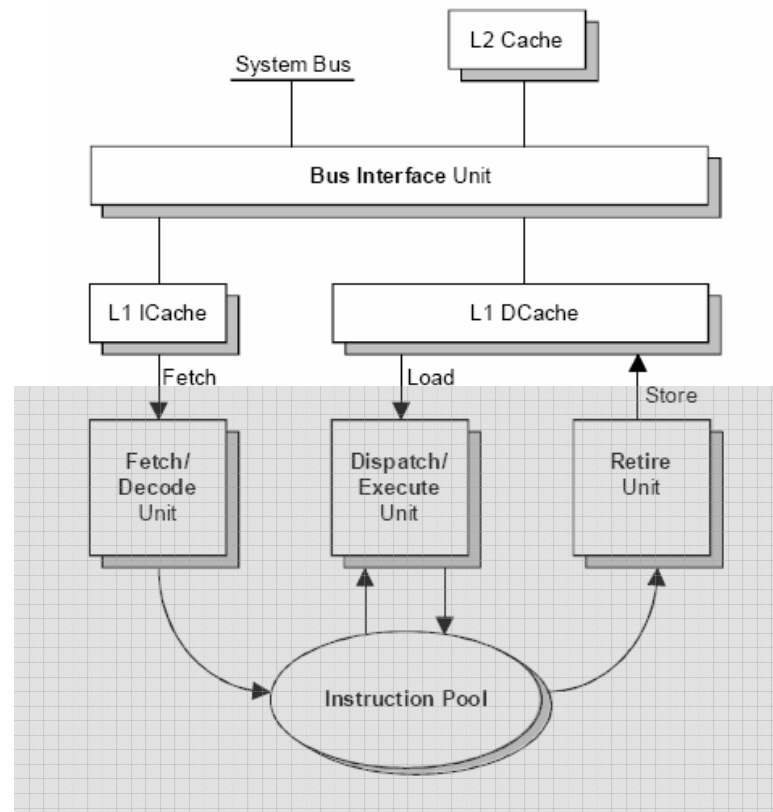 L2 Cache
System Bus
Bus Interface Unit
L1 ICache
L1 DCache
Fetch
Load
Store
Fetch/
Decode
Unit
Dispatch/
Execute
Unit
Retire
Unit
Instruction Pool